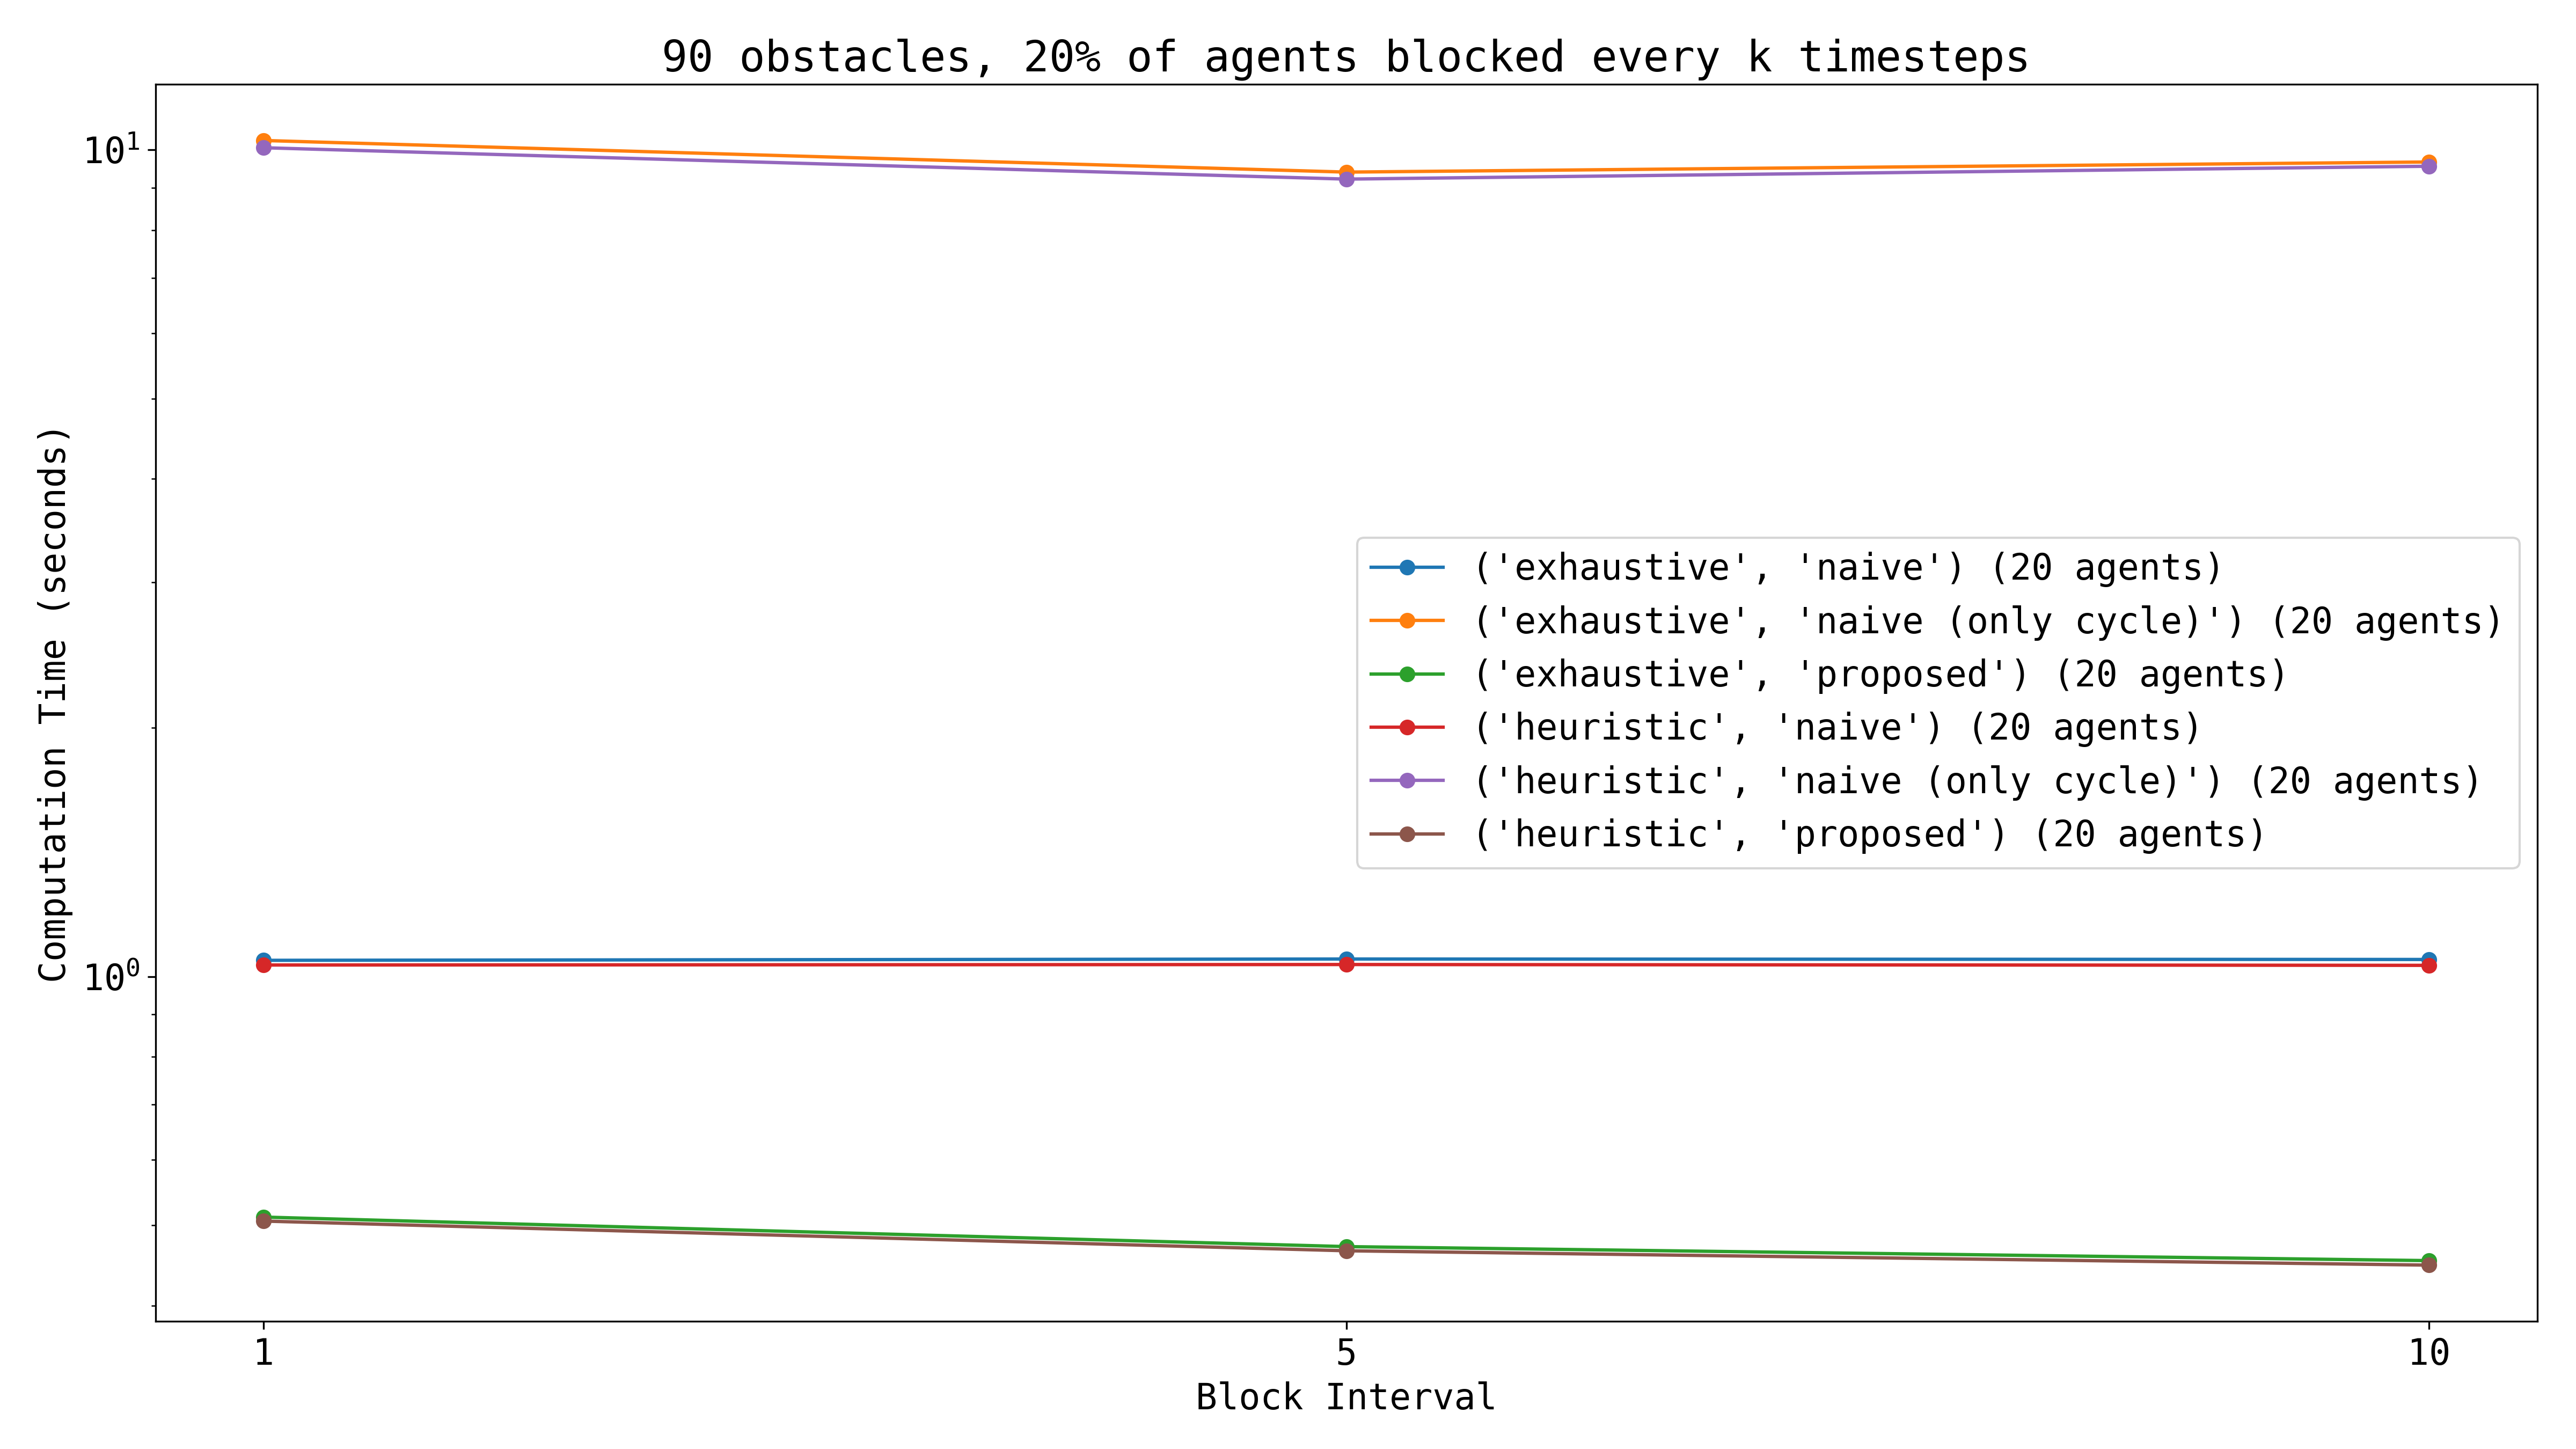 90 obstacles, 20% of agents blocked every k timesteps
Computation Time (seconds)
10¹
10⁰
('exhaustive', 'naive') (20 agents)
('exhaustive', 'naive (only cycle)') (20 agents)
('exhaustive', 'proposed') (20 agents)
('heuristic', 'naive') (20 agents)
('heuristic', 'naive (only cycle)') (20 agents)
('heuristic', 'proposed') (20 agents)
1 5 10
Block Interval